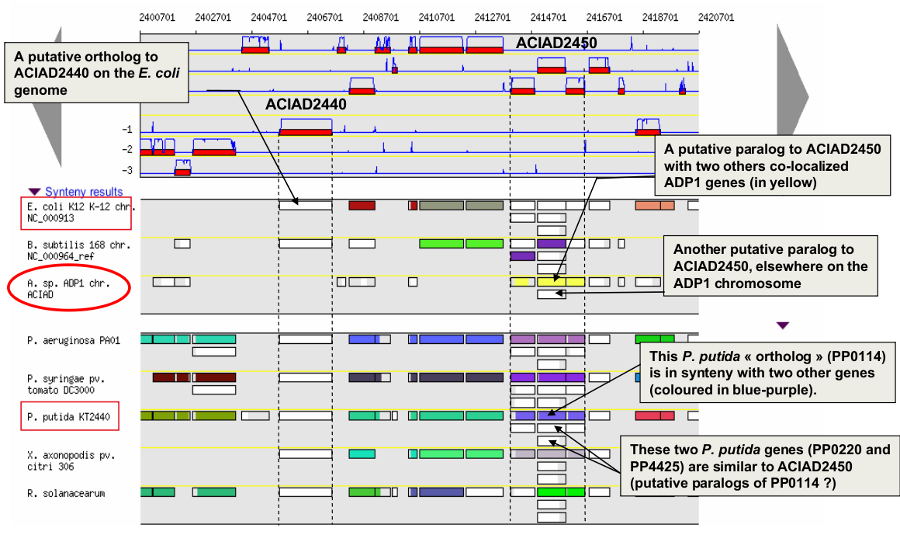 2400701 2402701 2404701 2406701 2408701 2410701 2412701 2414701 2416701 2418701 2420701
ACIAD2450
A putative ortholog to
ACIAD2440 on the E. coli
genome
ACIAD2440
-1
-2
-3
A putative paralog to ACIAD2450
with two others co-localized
ADP1 genes (in yellow)
Synteny results
E. coli K12 K-12 chr.
NC_000913
B. subtilis 168 chr.
NC_000964_ref
Another putative paralog to
ACIAD2450, elsewhere on the
ADP1 chromosome
A. sp. ADP1 chr.
ACIAD
P. aeruginosa PA01
This P. putida « ortholog » (PP0114)
is in synteny with two other genes
(coloured in blue-purple).
P. syringae pv.
tomato DC3000
P. putida KT2440
These two P. putida genes (PP0220 and
PP4425) are similar to ACIAD2450
(putative paralogs of PP0114 ?)
X. axonopodis pv.
citri 306
R. solanacearum